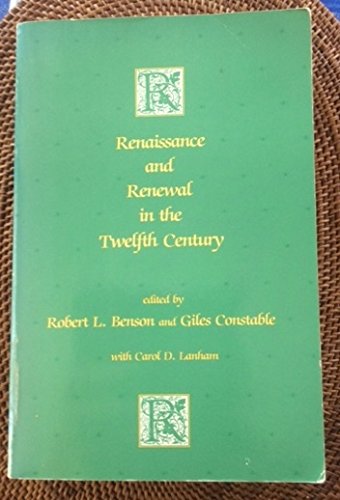 R
Renaissance
and
Renewal
in the
Twelfth Century
edited by
Robert L. Benson and Giles Constable
with Carol D. Lanham
R